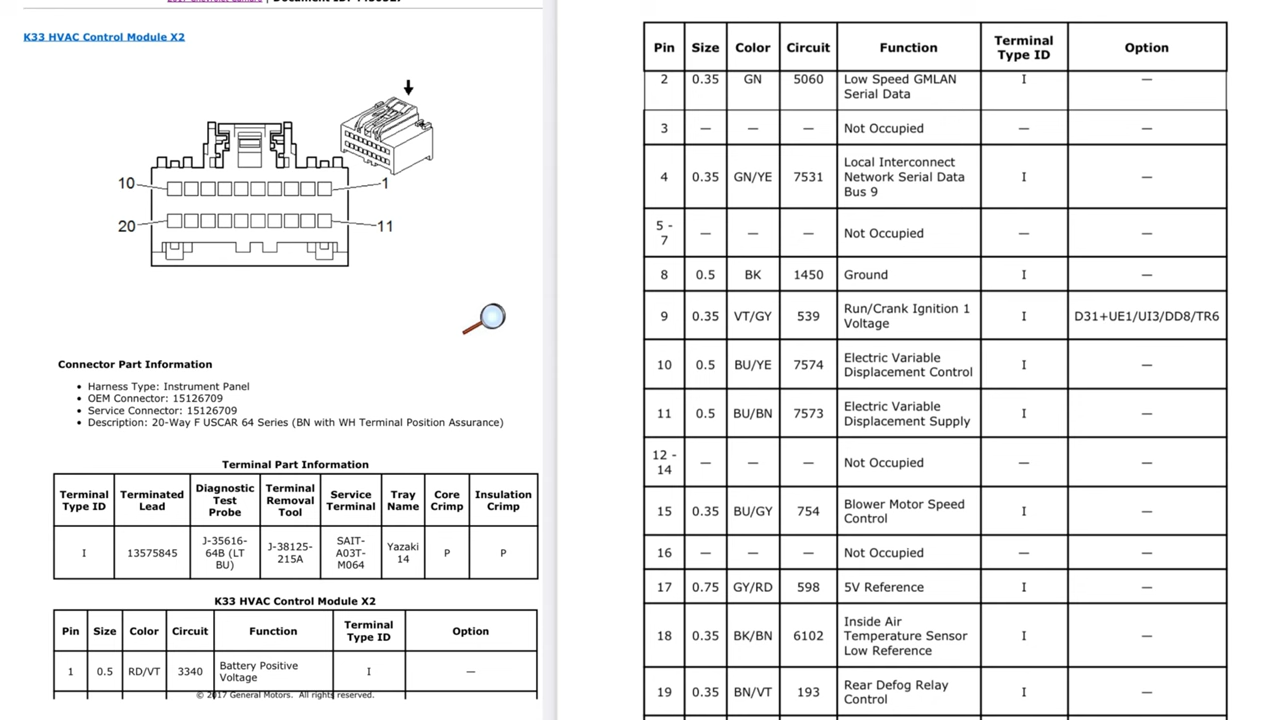 K33 HVAC Control Module X2
10
1
20
11
Connector Part Information
• Harness Type: Instrument Panel
• OEM Connector: 15126709
• Service Connector: 15126709
• Description: 20-Way F USCAR 64 Series (BN with WH Terminal Position Assurance)
Terminal Part Information
Terminal Type ID | Terminated Lead | Diagnostic Test Probe | Terminal Removal Tool | Service Terminal | Tray Name | Core Crimp | Insulation Crimp
I | 13575845 | J-35616-64B (LT BU) | J-38125-215A | SAIT-A03T-M064 | Yazaki 14 | P | P
K33 HVAC Control Module X2
Pin | Size | Color | Circuit | Function | Terminal Type ID | Option
1 | 0.5 | RD/VT | 3340 | Battery Positive Voltage | I | —
© 2017 General Motors. All rights reserved.
Pin | Size | Color | Circuit | Function | Terminal Type ID | Option
2 | 0.35 | GN | 5060 | Low Speed GMLAN Serial Data | I | —
3 | — | — | — | Not Occupied | — | —
4 | 0.35 | GN/YE | 7531 | Local Interconnect Network Serial Data Bus 9 | I | —
5 - 7 | — | — | — | Not Occupied | — | —
8 | 0.5 | BK | 1450 | Ground | I | —
9 | 0.35 | VT/GY | 539 | Run/Crank Ignition 1 Voltage | I | D31+UE1/UI3/DD8/TR6
10 | 0.5 | BU/YE | 7574 | Electric Variable Displacement Control | I | —
11 | 0.5 | BU/BN | 7573 | Electric Variable Displacement Supply | I | —
12 - 14 | — | — | — | Not Occupied | — | —
15 | 0.35 | BU/GY | 754 | Blower Motor Speed Control | I | —
16 | — | — | — | Not Occupied | — | —
17 | 0.75 | GY/RD | 598 | 5V Reference | I | —
18 | 0.35 | BK/BN | 6102 | Inside Air Temperature Sensor Low Reference | I | —
19 | 0.35 | BN/VT | 193 | Rear Defog Relay Control | I | —